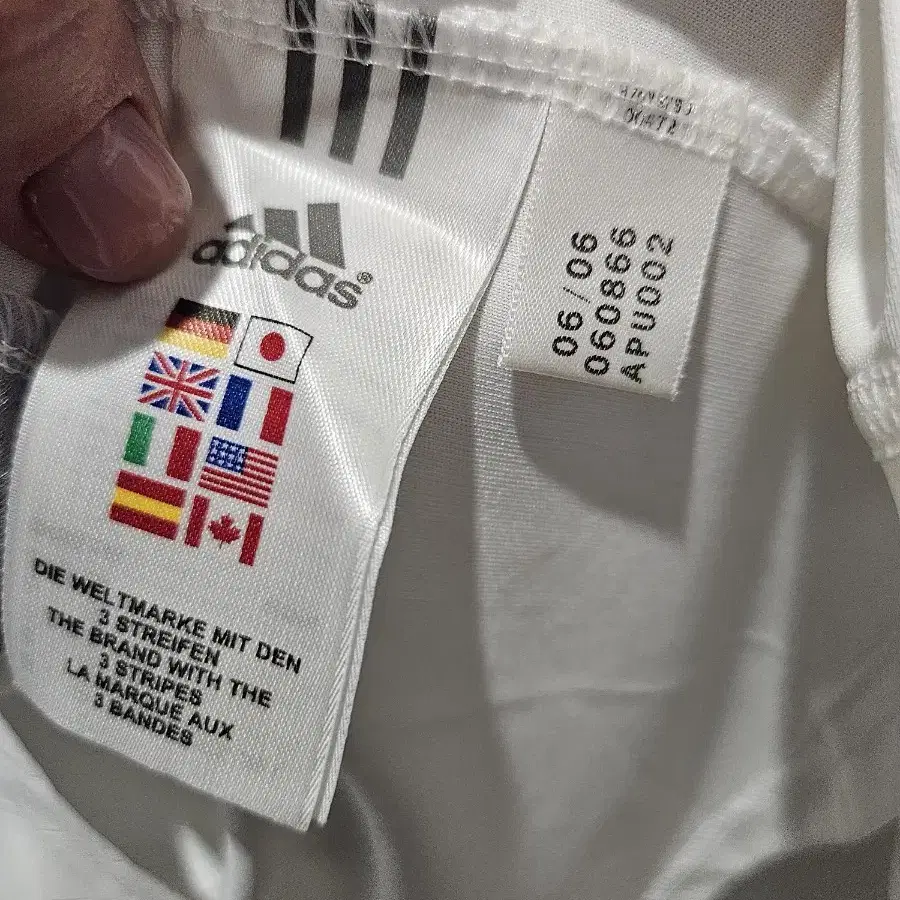 adidas®
DIE WELTMARKE MIT DEN
3 STREIFEN
THE BRAND WITH THE
3 STRIPES
LA MARQUE AUX
3 BANDES
06/06
060866
APU002